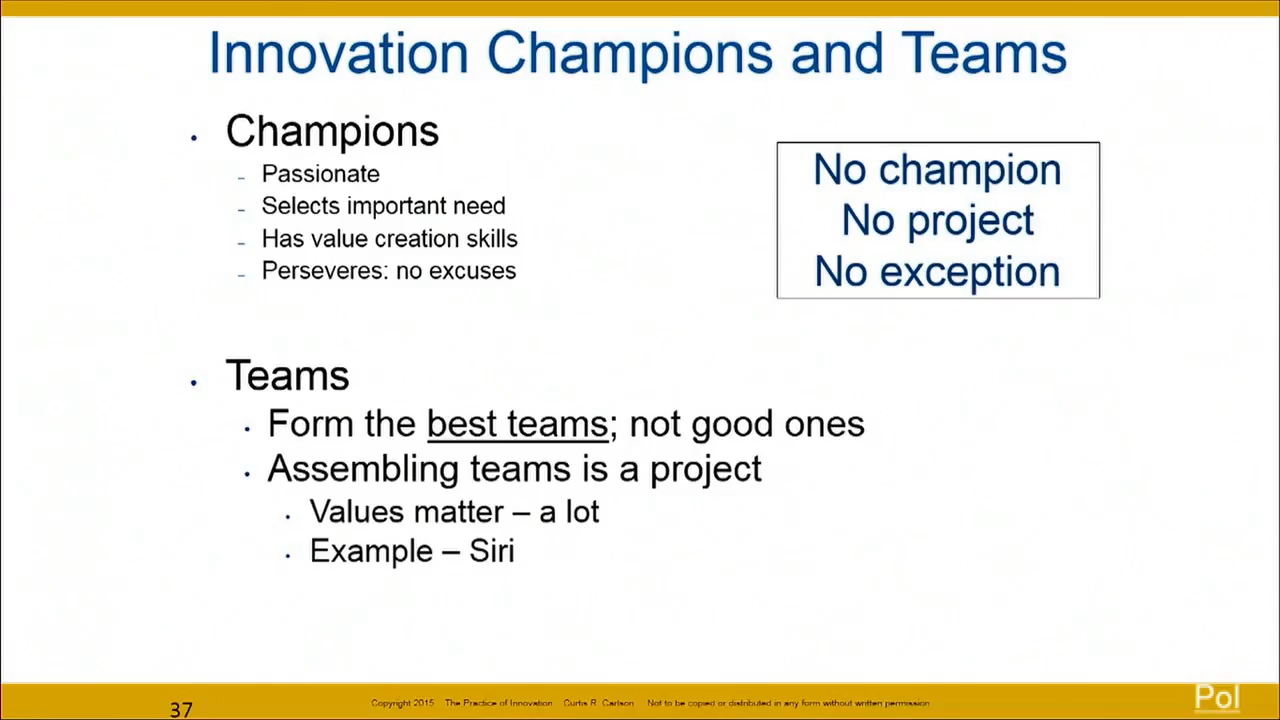 Innovation Champions and Teams
Champions
Passionate
Selects important need
Has value creation skills
Perseveres: no excuses
No champion
No project
No exception
Teams
Form the best teams; not good ones
Assembling teams is a project
Values matter – a lot
Example – Siri
37
Copyright 2015 The Practice of Innovation Curtis R. Carlson Not to be copied or distributed in any form without written permission
Pol